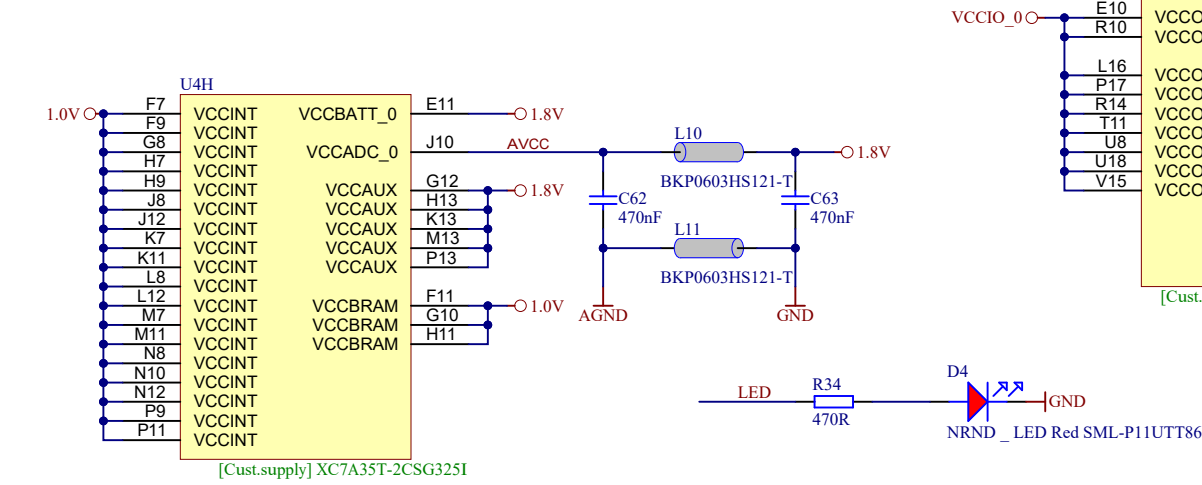 U4H
1.0V
F7 VCCINT
F9 VCCINT
G8 VCCINT
H7 VCCINT
H9 VCCINT
J8 VCCINT
J12 VCCINT
K7 VCCINT
K11 VCCINT
L8 VCCINT
L12 VCCINT
M7 VCCINT
M11 VCCINT
N8 VCCINT
N10 VCCINT
N12 VCCINT
P9 VCCINT
P11 VCCINT
VCCBATT_0 E11 1.8V
VCCADC_0 J10 AVCC
VCCAUX G12 1.8V
VCCAUX H13
VCCAUX K13
VCCAUX M13
VCCAUX P13
VCCBRAM F11 1.0V
VCCBRAM G10
VCCBRAM H11
[Cust.supply] XC7A35T-2CSG325I
L10
BKP0603HS121-T
1.8V
C62
470nF
C63
470nF
L11
BKP0603HS121-T
AGND
GND
VCCIO_0
E10 VCCO
R10 VCCO
L16 VCCO
P17 VCCO
R14 VCCO
T11 VCCO
U8 VCCO
U18 VCCO
V15 VCCO
[Cust.
LED
R34
470R
D4
GND
NRND _ LED Red SML-P11UTT86